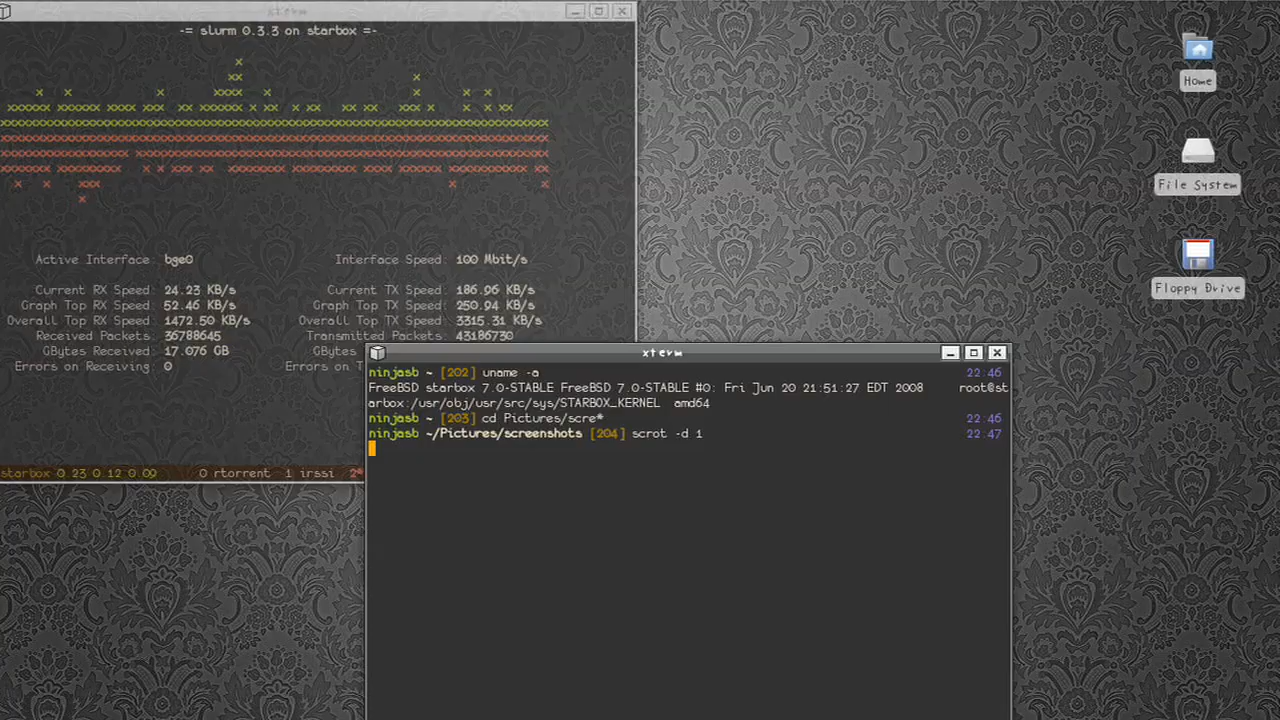 xterm
-= slurm 0.3.3 on starbox =-
Active Interface: bge0 Interface Speed: 100 Mbit/s
Current RX Speed: 24.23 KB/s Current TX Speed: 186.96 KB/s
Graph Top RX Speed: 52.46 KB/s Graph Top TX Speed: 250.94 KB/s
Overall Top RX Speed: 1472.50 KB/s Overall Top TX Speed: 3315.31 KB/s
Received Packets: 36788645 Transmitted Packets: 43186730
GBytes Received: 17.076 GB GBytes
Errors on Receiving: 0 Errors on
starbox 0.23 0.12 0.09 0 rtorrent 1 irssi 2*
xterm
ninjasb ~ [202] uname -a 22:46
FreeBSD starbox 7.0-STABLE FreeBSD 7.0-STABLE #0: Fri Jun 20 21:51:27 EDT 2008 root@st
arbox:/usr/obj/usr/src/sys/STARBOX_KERNEL amd64
ninjasb ~ [203] cd Pictures/scre* 22:46
ninjasb ~/Pictures/screenshots [204] scrot -d 1 22:47
Home
File System
Floppy Drive